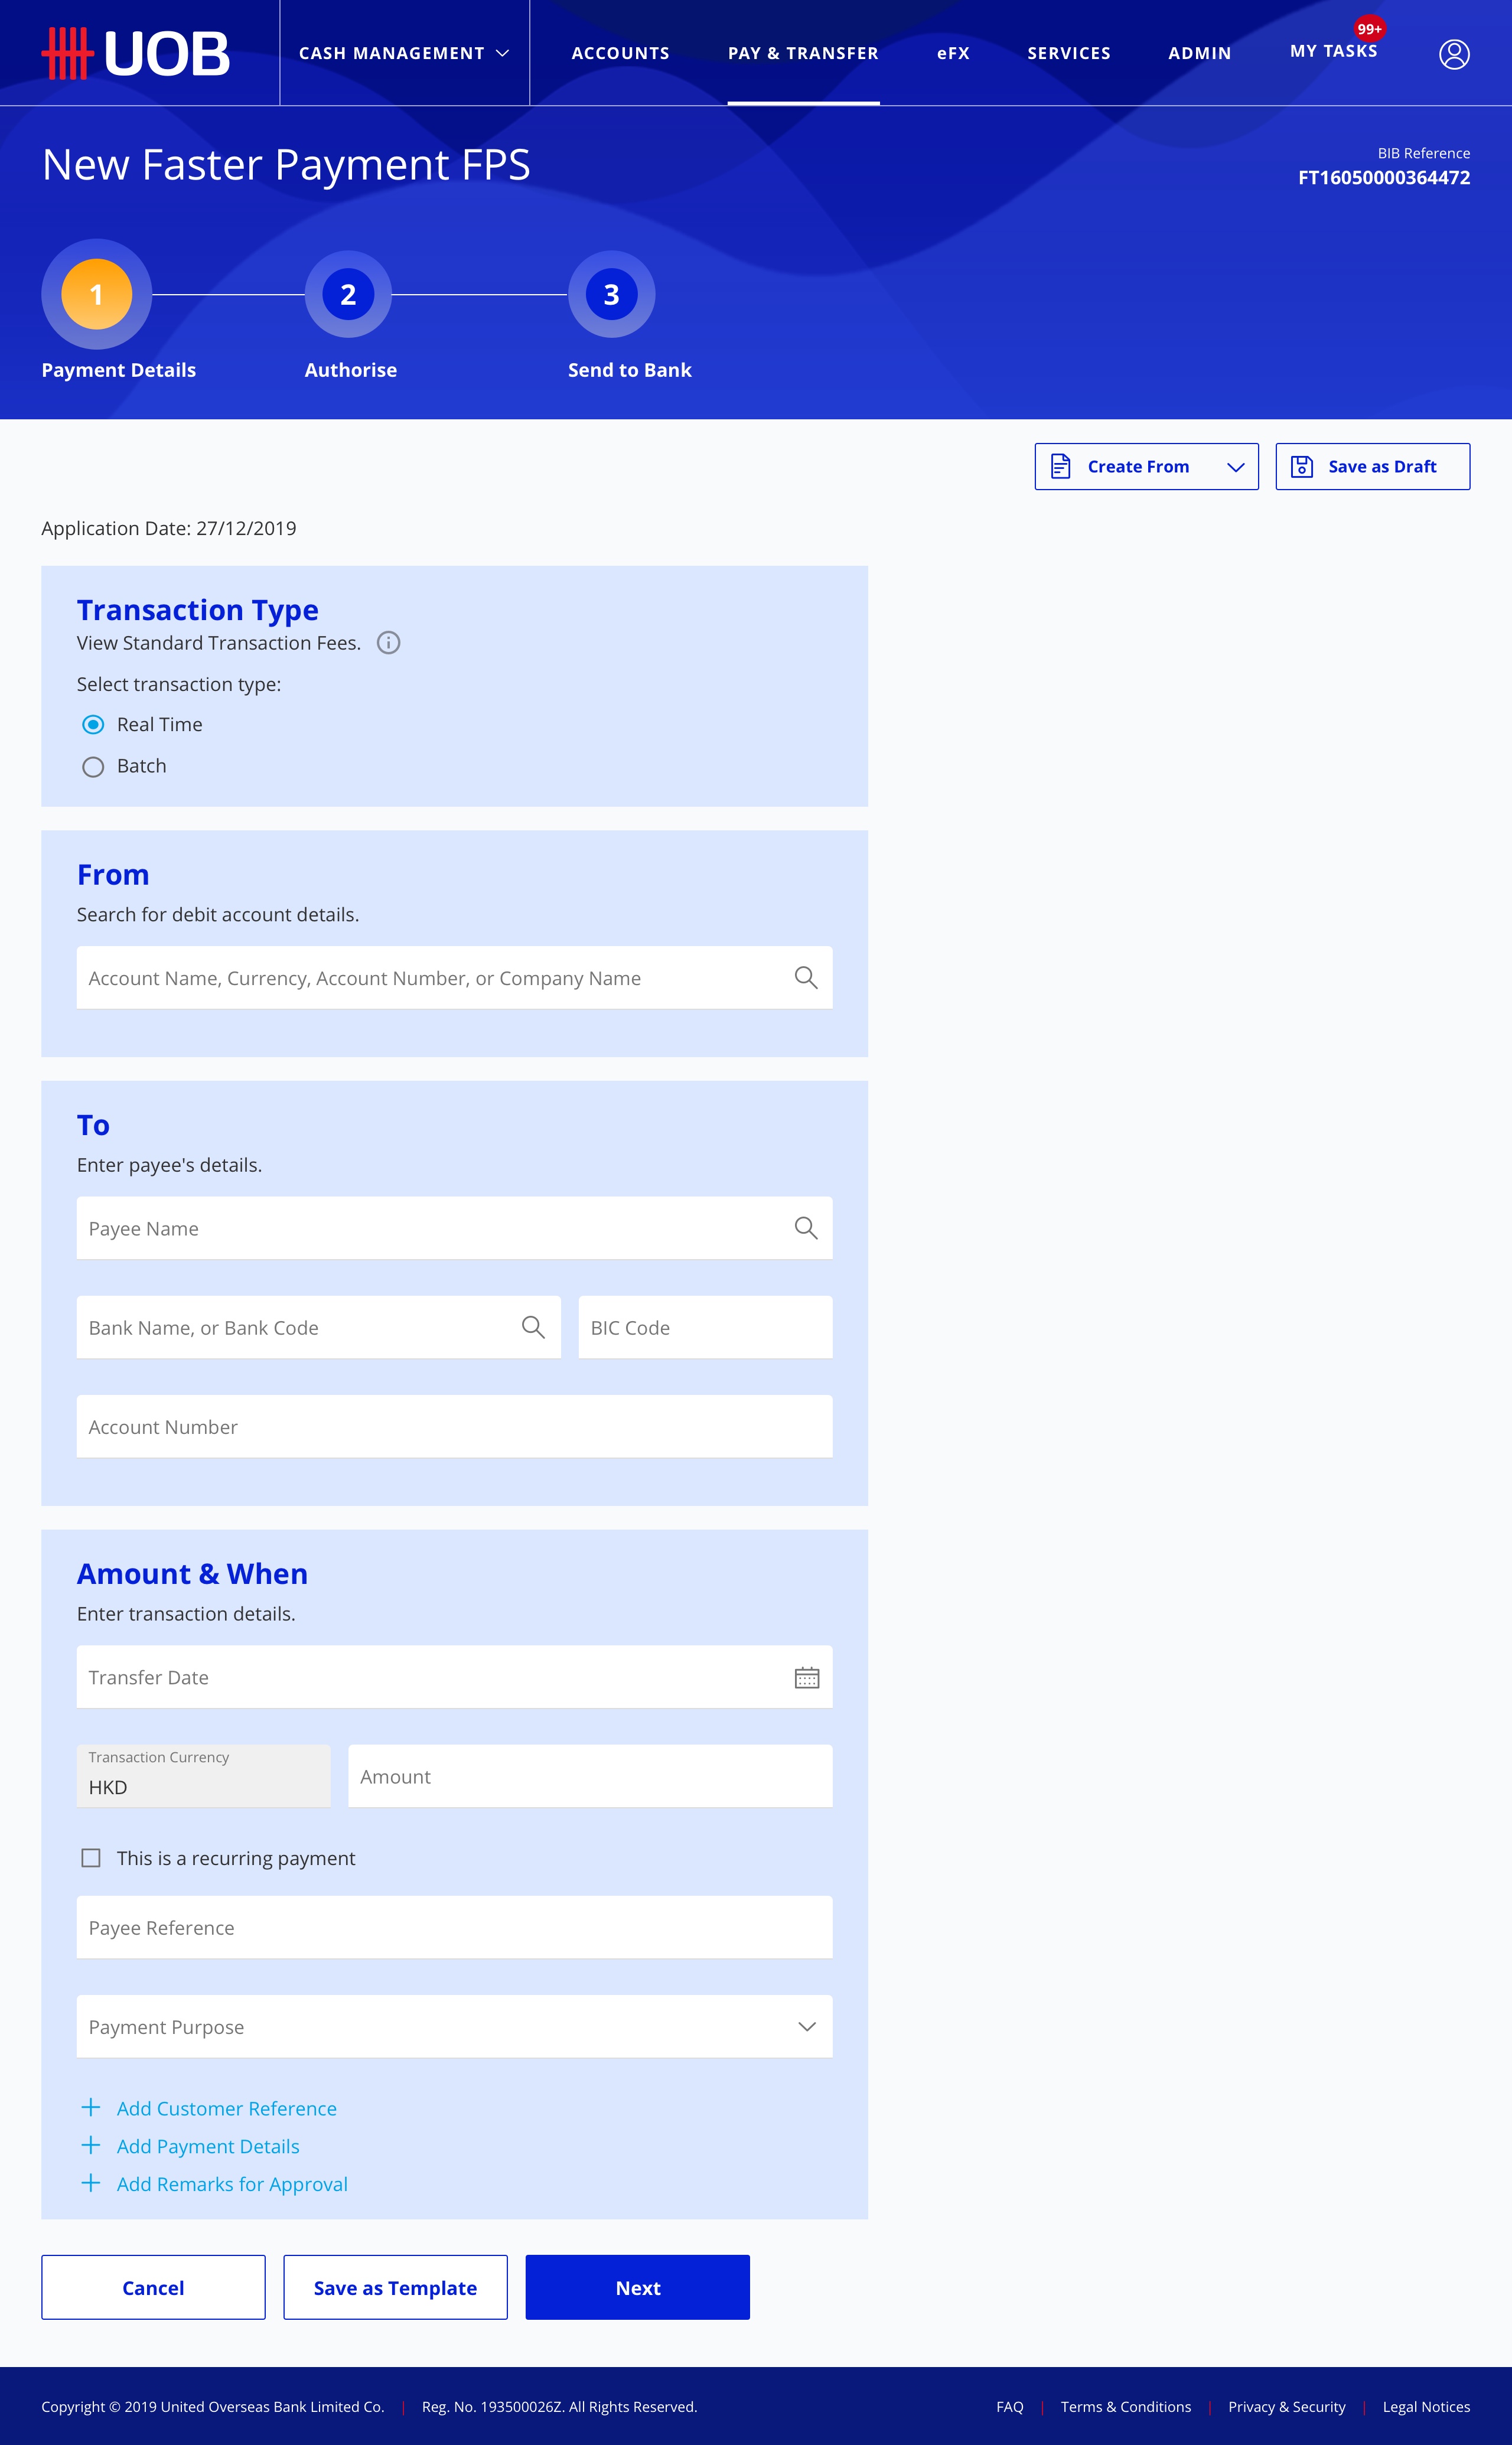 UOB
CASH MANAGEMENT
ACCOUNTS
PAY & TRANSFER
eFX
SERVICES
ADMIN
MY TASKS
99+
New Faster Payment FPS
BIB Reference
FT16050000364472
1
2
3
Payment Details
Authorise
Send to Bank
Create From
Save as Draft
Application Date: 27/12/2019
Transaction Type
View Standard Transaction Fees.
Select transaction type:
Real Time
Batch
From
Search for debit account details.
Account Name, Currency, Account Number, or Company Name
To
Enter payee's details.
Payee Name
Bank Name, or Bank Code
BIC Code
Account Number
Amount & When
Enter transaction details.
Transfer Date
Transaction Currency
HKD
Amount
This is a recurring payment
Payee Reference
Payment Purpose
Add Customer Reference
Add Payment Details
Add Remarks for Approval
Cancel
Save as Template
Next
Copyright © 2019 United Overseas Bank Limited Co. | Reg. No. 193500026Z. All Rights Reserved.
FAQ | Terms & Conditions | Privacy & Security | Legal Notices